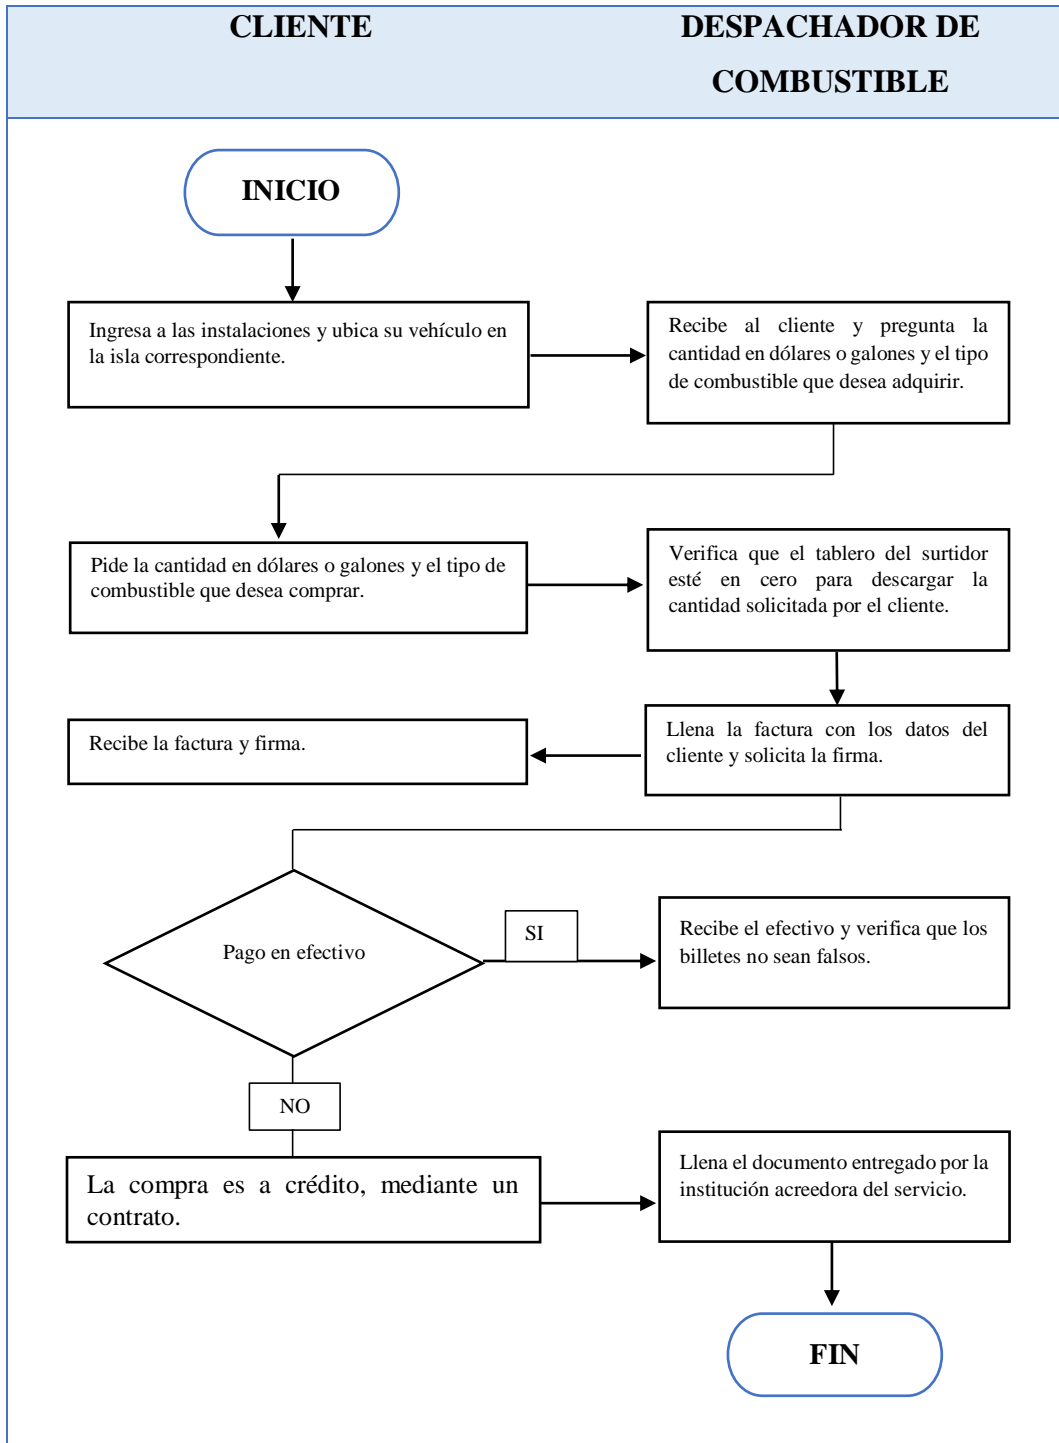 CLIENTE
DESPACHADOR DE
COMBUSTIBLE
INICIO
Ingresa a las instalaciones y ubica su vehículo en
la isla correspondiente.
Recibe al cliente y pregunta la
cantidad en dólares o galones y el tipo
de combustible que desea adquirir.
Pide la cantidad en dólares o galones y el tipo de
combustible que desea comprar.
Verifica que el tablero del surtidor
esté en cero para descargar la
cantidad solicitada por el cliente.
Llena la factura con los datos del
cliente y solicita la firma.
Recibe la factura y firma.
Pago en efectivo
SI
Recibe el efectivo y verifica que los
billetes no sean falsos.
NO
La compra es a crédito, mediante un
contrato.
Llena el documento entregado por la
institución acreedora del servicio.
FIN